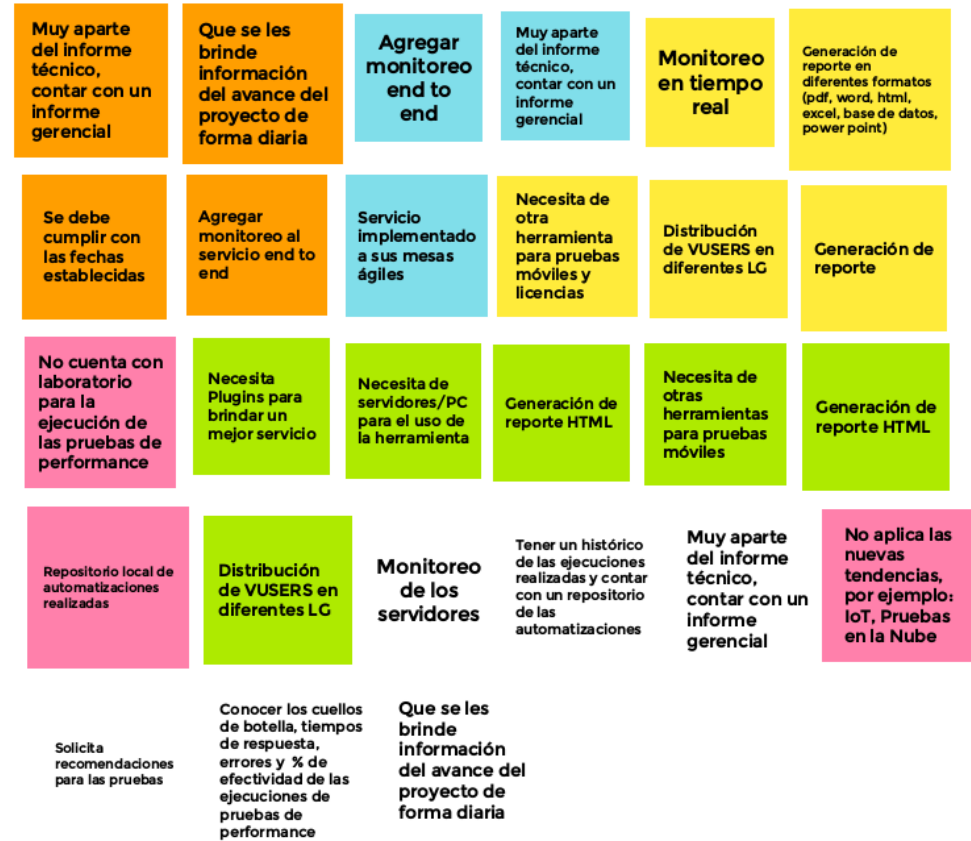 Muy aparte
del informe
técnico,
contar con un
informe
gerencial
Que se les
brinde
información
del avance del
proyecto de
forma diaria
Agregar
monitoreo
end to
end
Muy aparte
del informe
técnico,
contar con un
informe
gerencial
Monitoreo
en tiempo
real
Generación de
reporte en
diferentes formatos
(pdf, word, html,
excel, base de datos,
power point)
Se debe
cumplir con
las fechas
establecidas
Agregar
monitoreo al
servicio end to
end
Servicio
implementado
a sus mesas
ágiles
Necesita de
otra
herramienta
para pruebas
móviles y
licencias
Distribución
de VUSERS en
diferentes LG
Generación de
reporte
No cuenta con
laboratorio
para la
ejecución de
las pruebas de
performance
Necesita
Plugins para
brindar un
mejor servicio
Necesita de
servidores/PC
para el uso de
la herramienta
Generación de
reporte HTML
Necesita de
otras
herramientas
para pruebas
móviles
Generación de
reporte HTML
Repositorio local de
automatizaciones
realizadas
Distribución
de VUSERS en
diferentes LG
Monitoreo
de los
servidores
Tener un histórico
de las ejecuciones
realizadas y contar
con un repositorio
de las
automatizaciones
Muy aparte
del informe
técnico,
contar con un
informe
gerencial
No aplica las
nuevas
tendencias,
por ejemplo:
IoT, Pruebas
en la Nube
Solicita
recomendaciones
para las pruebas
Conocer los cuellos
de botella, tiempos
de respuesta,
errores y % de
efectividad de las
ejecuciones de
pruebas de
performance
Que se les
brinde
información
del avance del
proyecto de
forma diaria